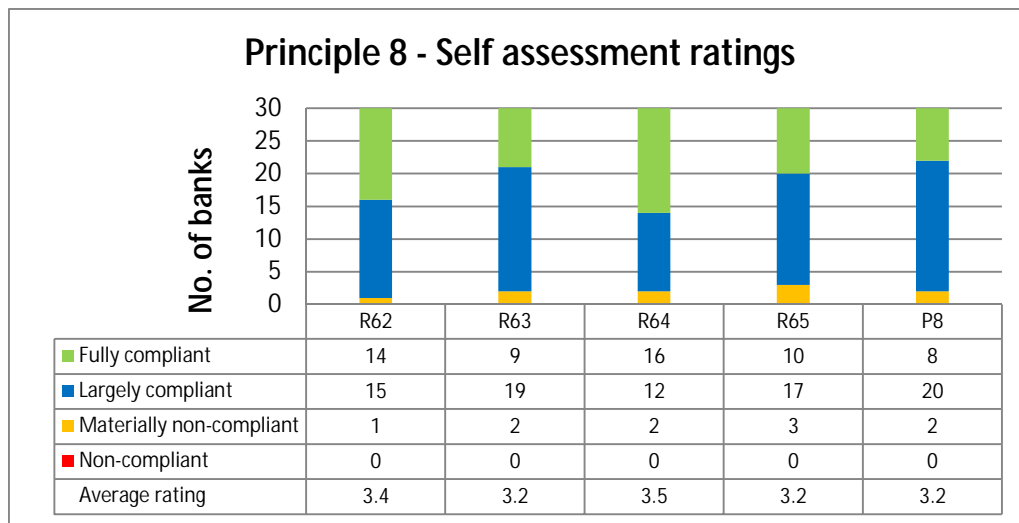 Principle 8 - Self assessment ratings
No. of banks
30
25
20
15
10
5
0
R62 R63 R64 R65 P8
Fully compliant 14 9 16 10 8
Largely compliant 15 19 12 17 20
Materially non-compliant 1 2 2 3 2
Non-compliant 0 0 0 0 0
Average rating 3.4 3.2 3.5 3.2 3.2